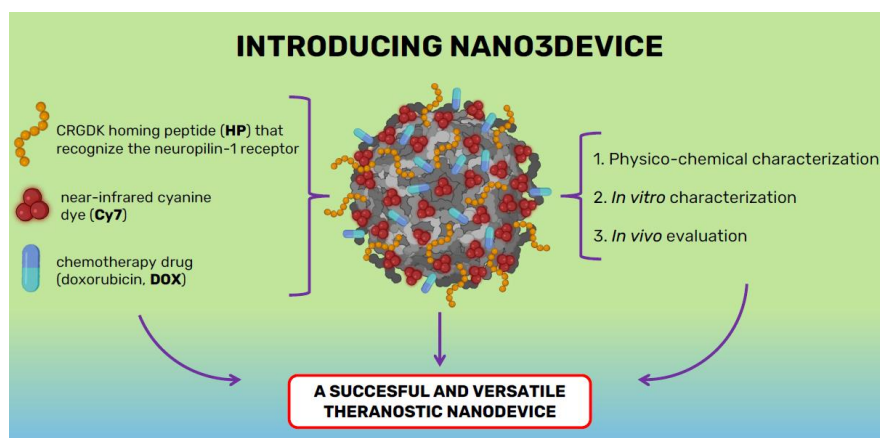 INTRODUCING NANO3DEVICE
CRGDK homing peptide (HP) that
recognize the neuropilin-1 receptor
near-infrared cyanine
dye (Cy7)
chemotherapy drug
(doxorubicin, DOX)
1. Physico-chemical characterization
2. In vitro characterization
3. In vivo evaluation
A SUCCESFUL AND VERSATILE
THERANOSTIC NANODEVICE